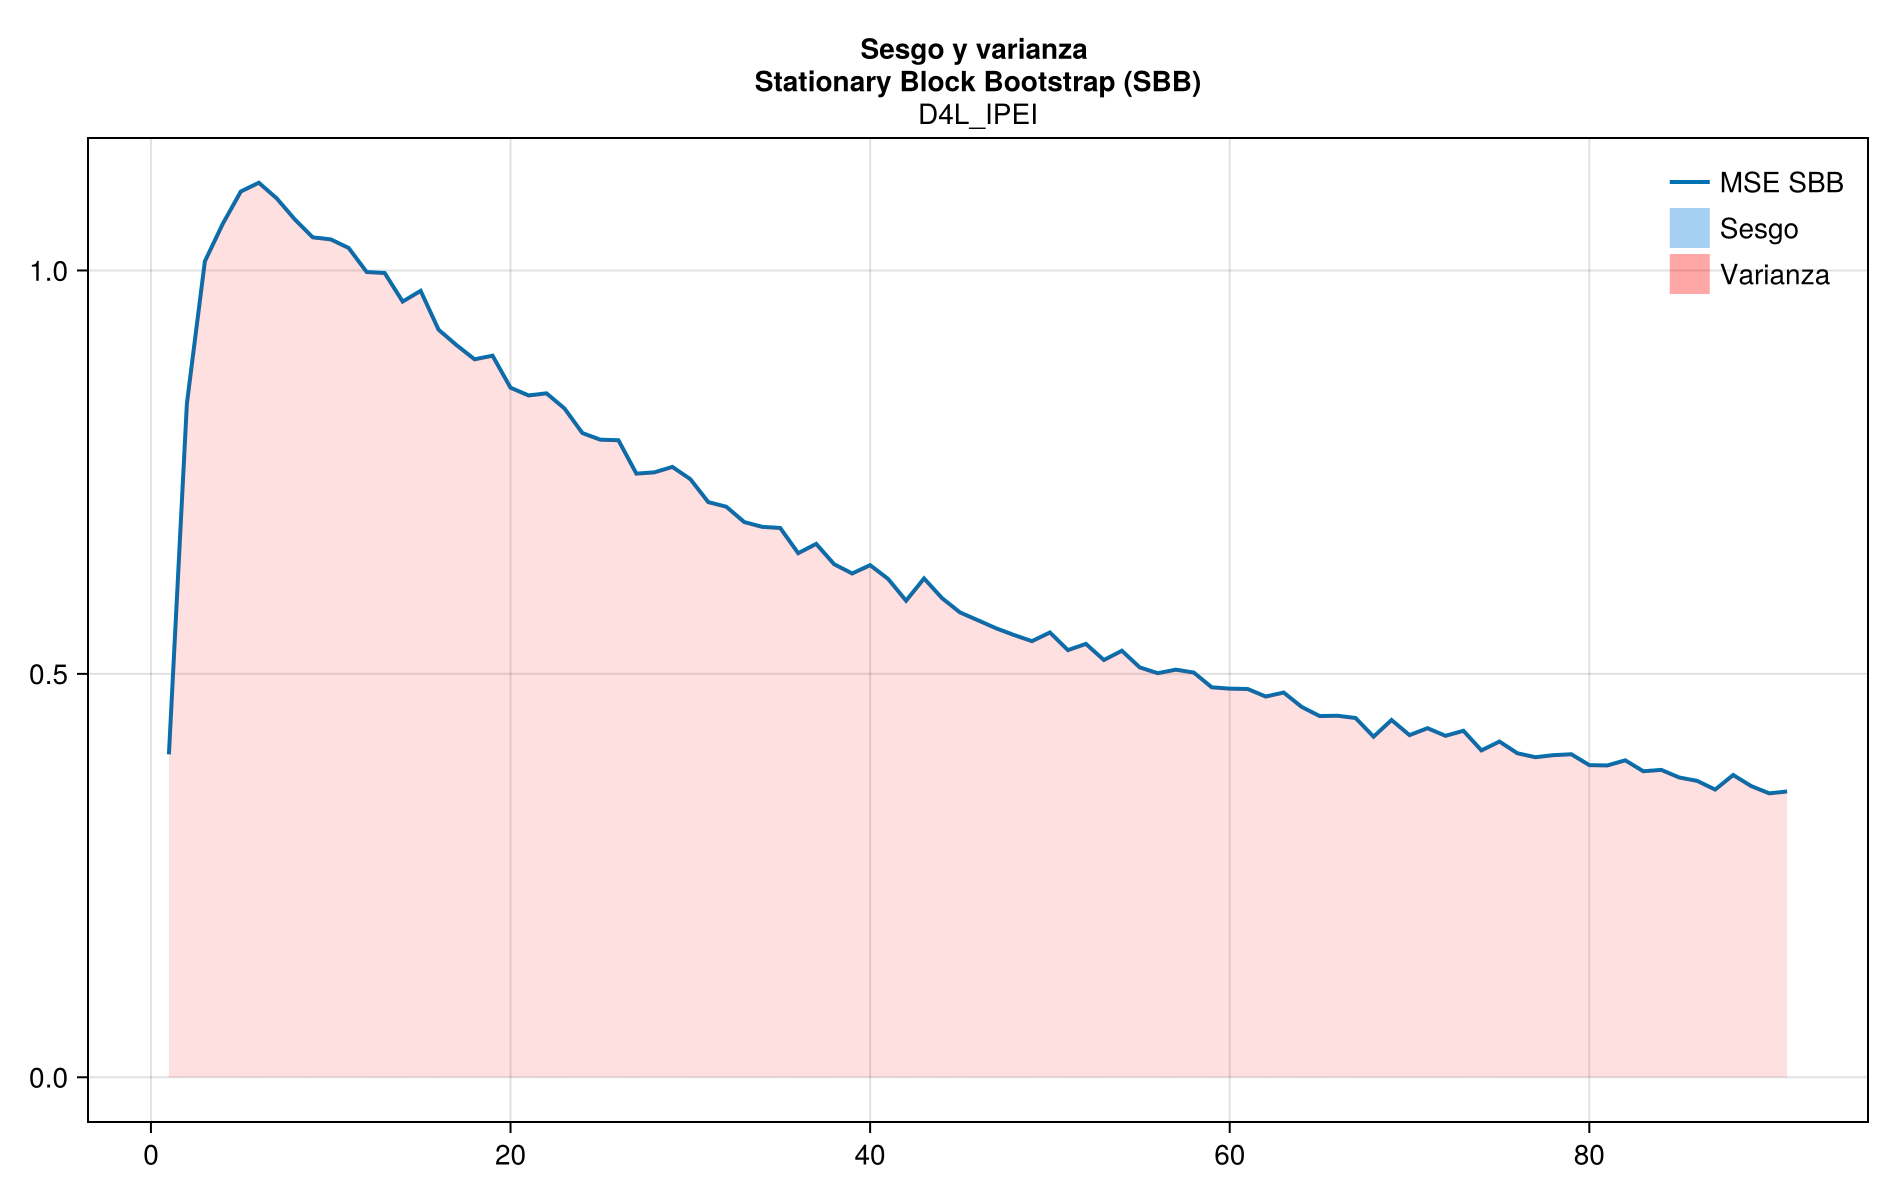 Sesgo y varianza
Stationary Block Bootstrap (SBB)
D4L_IPEI
MSE SBB
Sesgo
Varianza
1.0
0.5
0.0
0 20 40 60 80